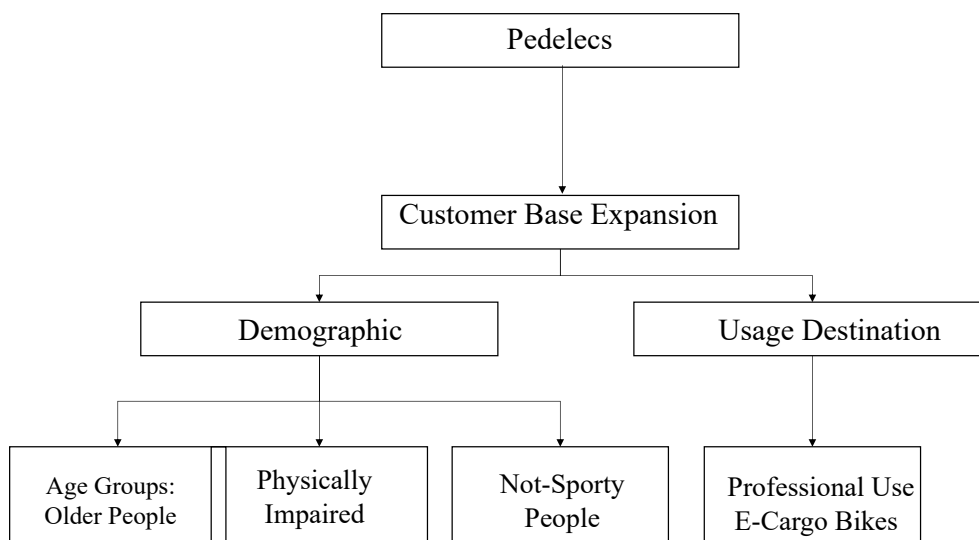 Pedelecs
Customer Base Expansion
Demographic
Usage Destination
Age Groups:
Older People
Physically
Impaired
Not-Sporty
People
Professional Use
E-Cargo Bikes